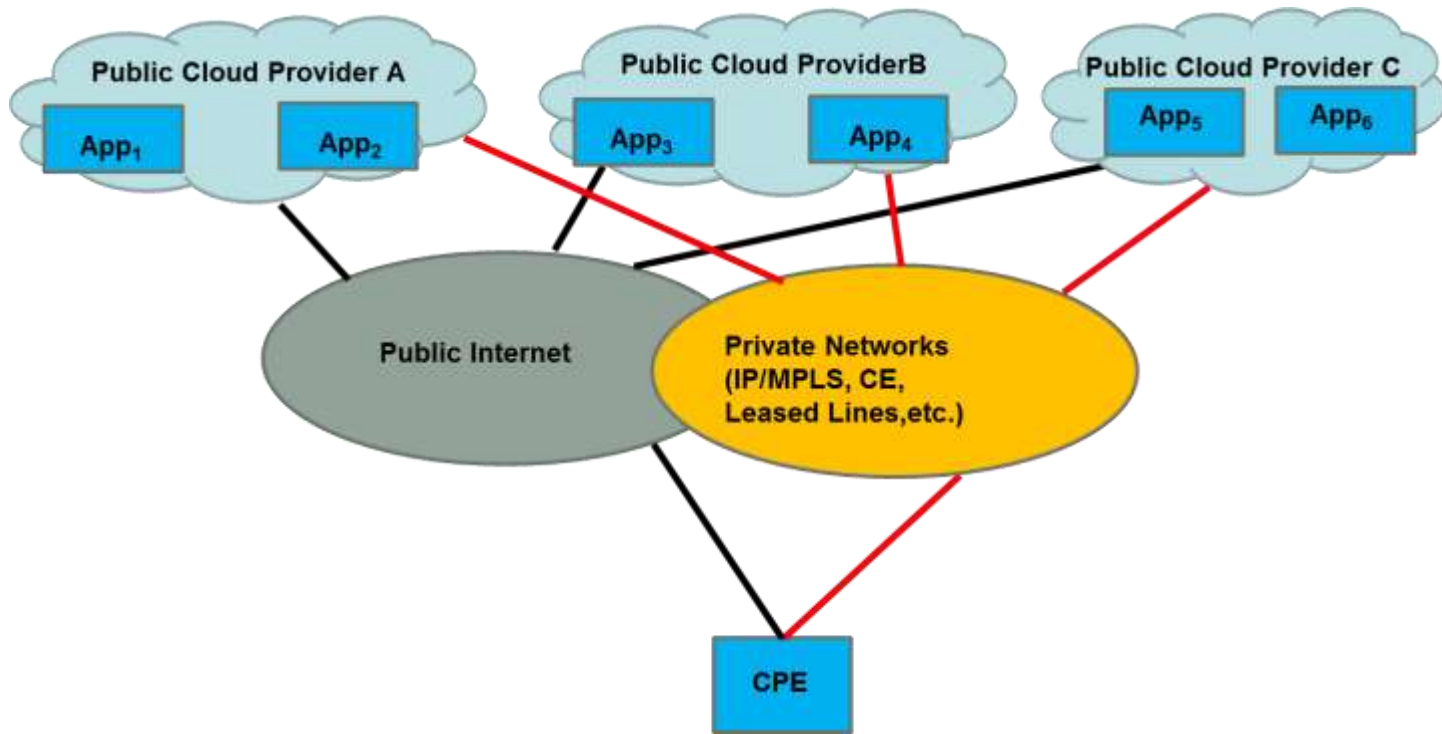 Public Cloud Provider A
Public Cloud ProviderB
Public Cloud Provider C
App₁
App₂
App₃
App₄
App₅
App₆
Public Internet
Private Networks
(IP/MPLS, CE,
Leased Lines,etc.)
CPE